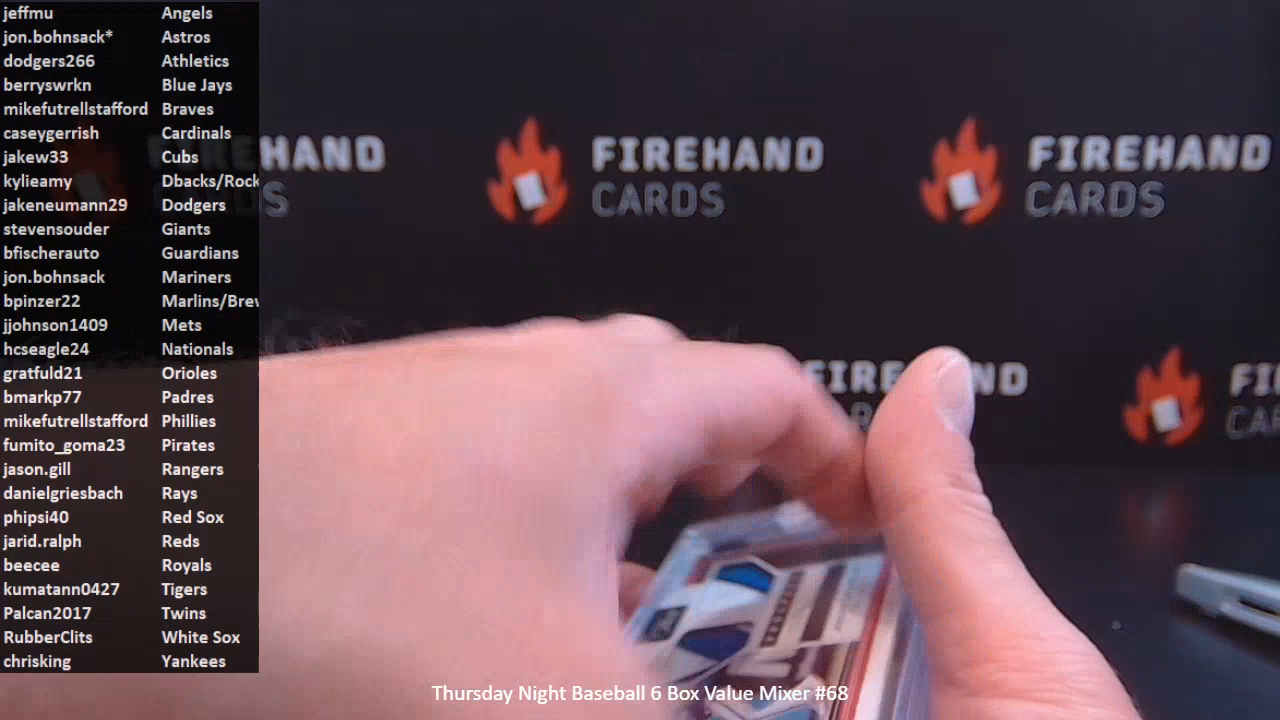 jeffmu Angels
jon.bohnsack* Astros
dodgers266 Athletics
berryswrkn Blue Jays
mikefutrellstafford Braves
caseygerrish Cardinals
jakew33 Cubs
kylieamy Dbacks/Rock
jakeneumann29 Dodgers
stevensouder Giants
bfischerauto Guardians
jon.bohnsack Mariners
bpinzer22 Marlins/Brew
jjohnson1409 Mets
hcseagle24 Nationals
gratfuld21 Orioles
bmarkp77 Padres
mikefutrellstafford Phillies
fumito_goma23 Pirates
jason.gill Rangers
danielgriesbach Rays
phipsi40 Red Sox
jarid.ralph Reds
beecee Royals
kumatann0427 Tigers
Palcan2017 Twins
RubberClits White Sox
chrisking Yankees
FIREHAND
CARDS
FIREHAND
CARDS
FIREHAND
CARDS
Thursday Night Baseball 6 Box Value Mixer #68